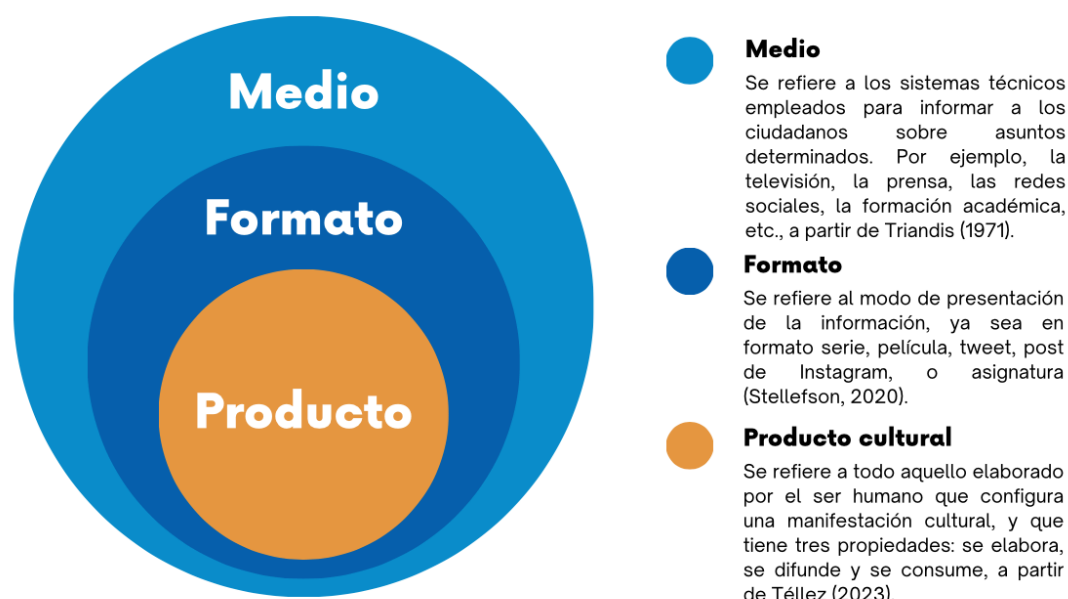 Medio
Formato
Producto
Medio
Se refiere a los sistemas técnicos
empleados para informar a los
ciudadanos sobre asuntos
determinados. Por ejemplo, la
televisión, la prensa, las redes
sociales, la formación académica,
etc., a partir de Triandis (1971).
Formato
Se refiere al modo de presentación
de la información, ya sea en
formato serie, película, tweet, post
de Instagram, o asignatura
(Stellefson, 2020).
Producto cultural
Se refiere a todo aquello elaborado
por el ser humano que configura
una manifestación cultural, y que
tiene tres propiedades: se elabora,
se difunde y se consume, a partir
de Téllez (2023)